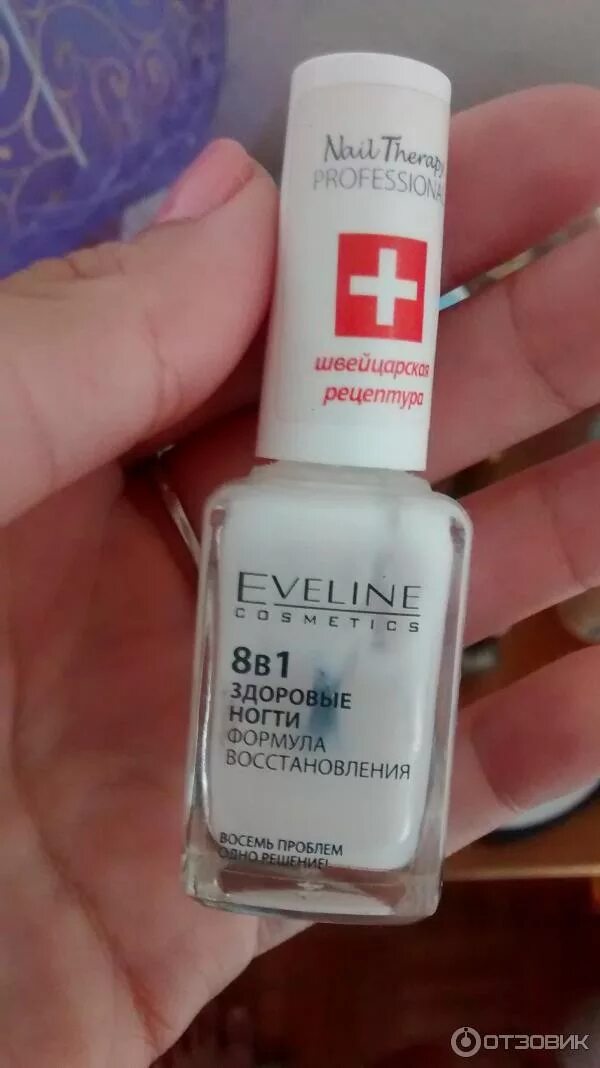 Nail Therapy
PROFESSIONAL
швейцарская
рецептура
EVELINE
COSMETICS
8В1
ЗДОРОВЫЕ
НОГТИ
ФОРМУЛА
ВОССТАНОВЛЕНИЯ
ВОСЕМЬ ПРОБЛЕМ
ОДНО РЕШЕНИЕ!
ОТЗОВИК